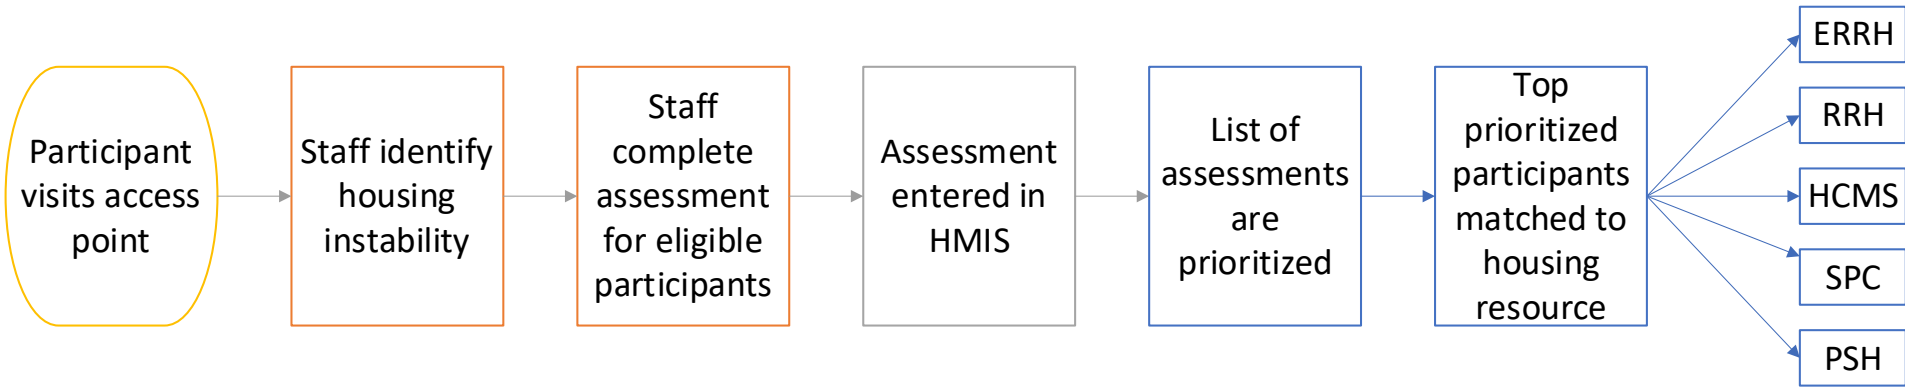 Participant
visits access
point
Staff identify
housing
instability
Staff
complete
assessment
for eligible
participants
Assessment
entered in
HMIS
List of
assessments
are
prioritized
Top
prioritized
participants
matched to
housing
resource
ERRH
RRH
HCMS
SPC
PSH